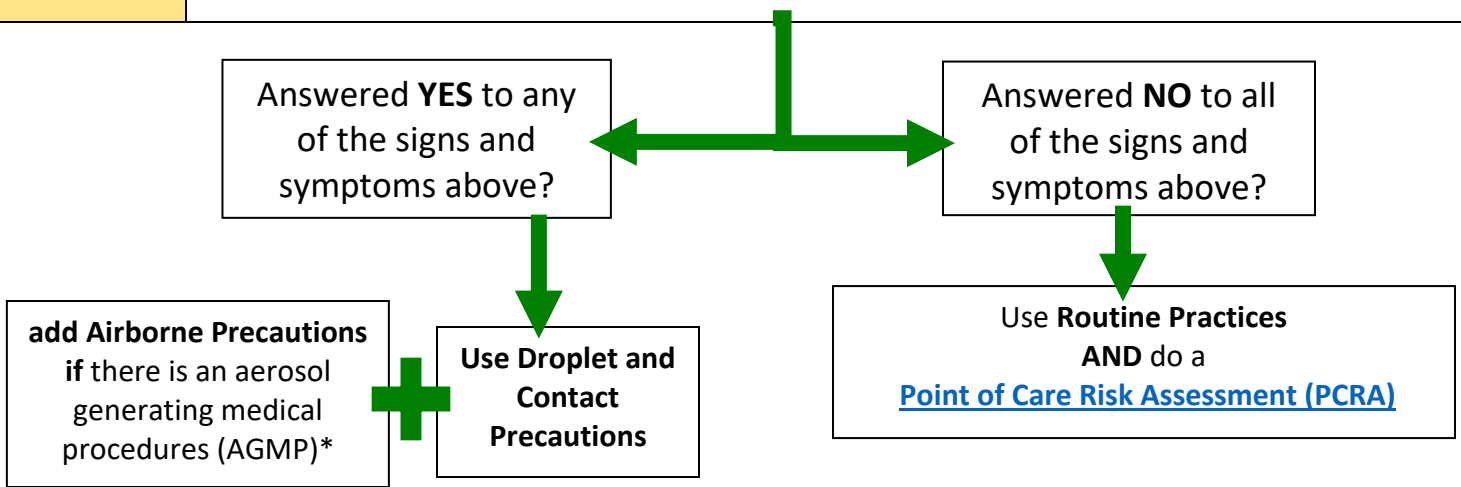 Answered YES to any
of the signs and
symptoms above?
Answered NO to all
of the signs and
symptoms above?
add Airborne Precautions
if there is an aerosol
generating medical
procedures (AGMP)*
Use Droplet and
Contact
Precautions
Use Routine Practices
AND do a
Point of Care Risk Assessment (PCRA)